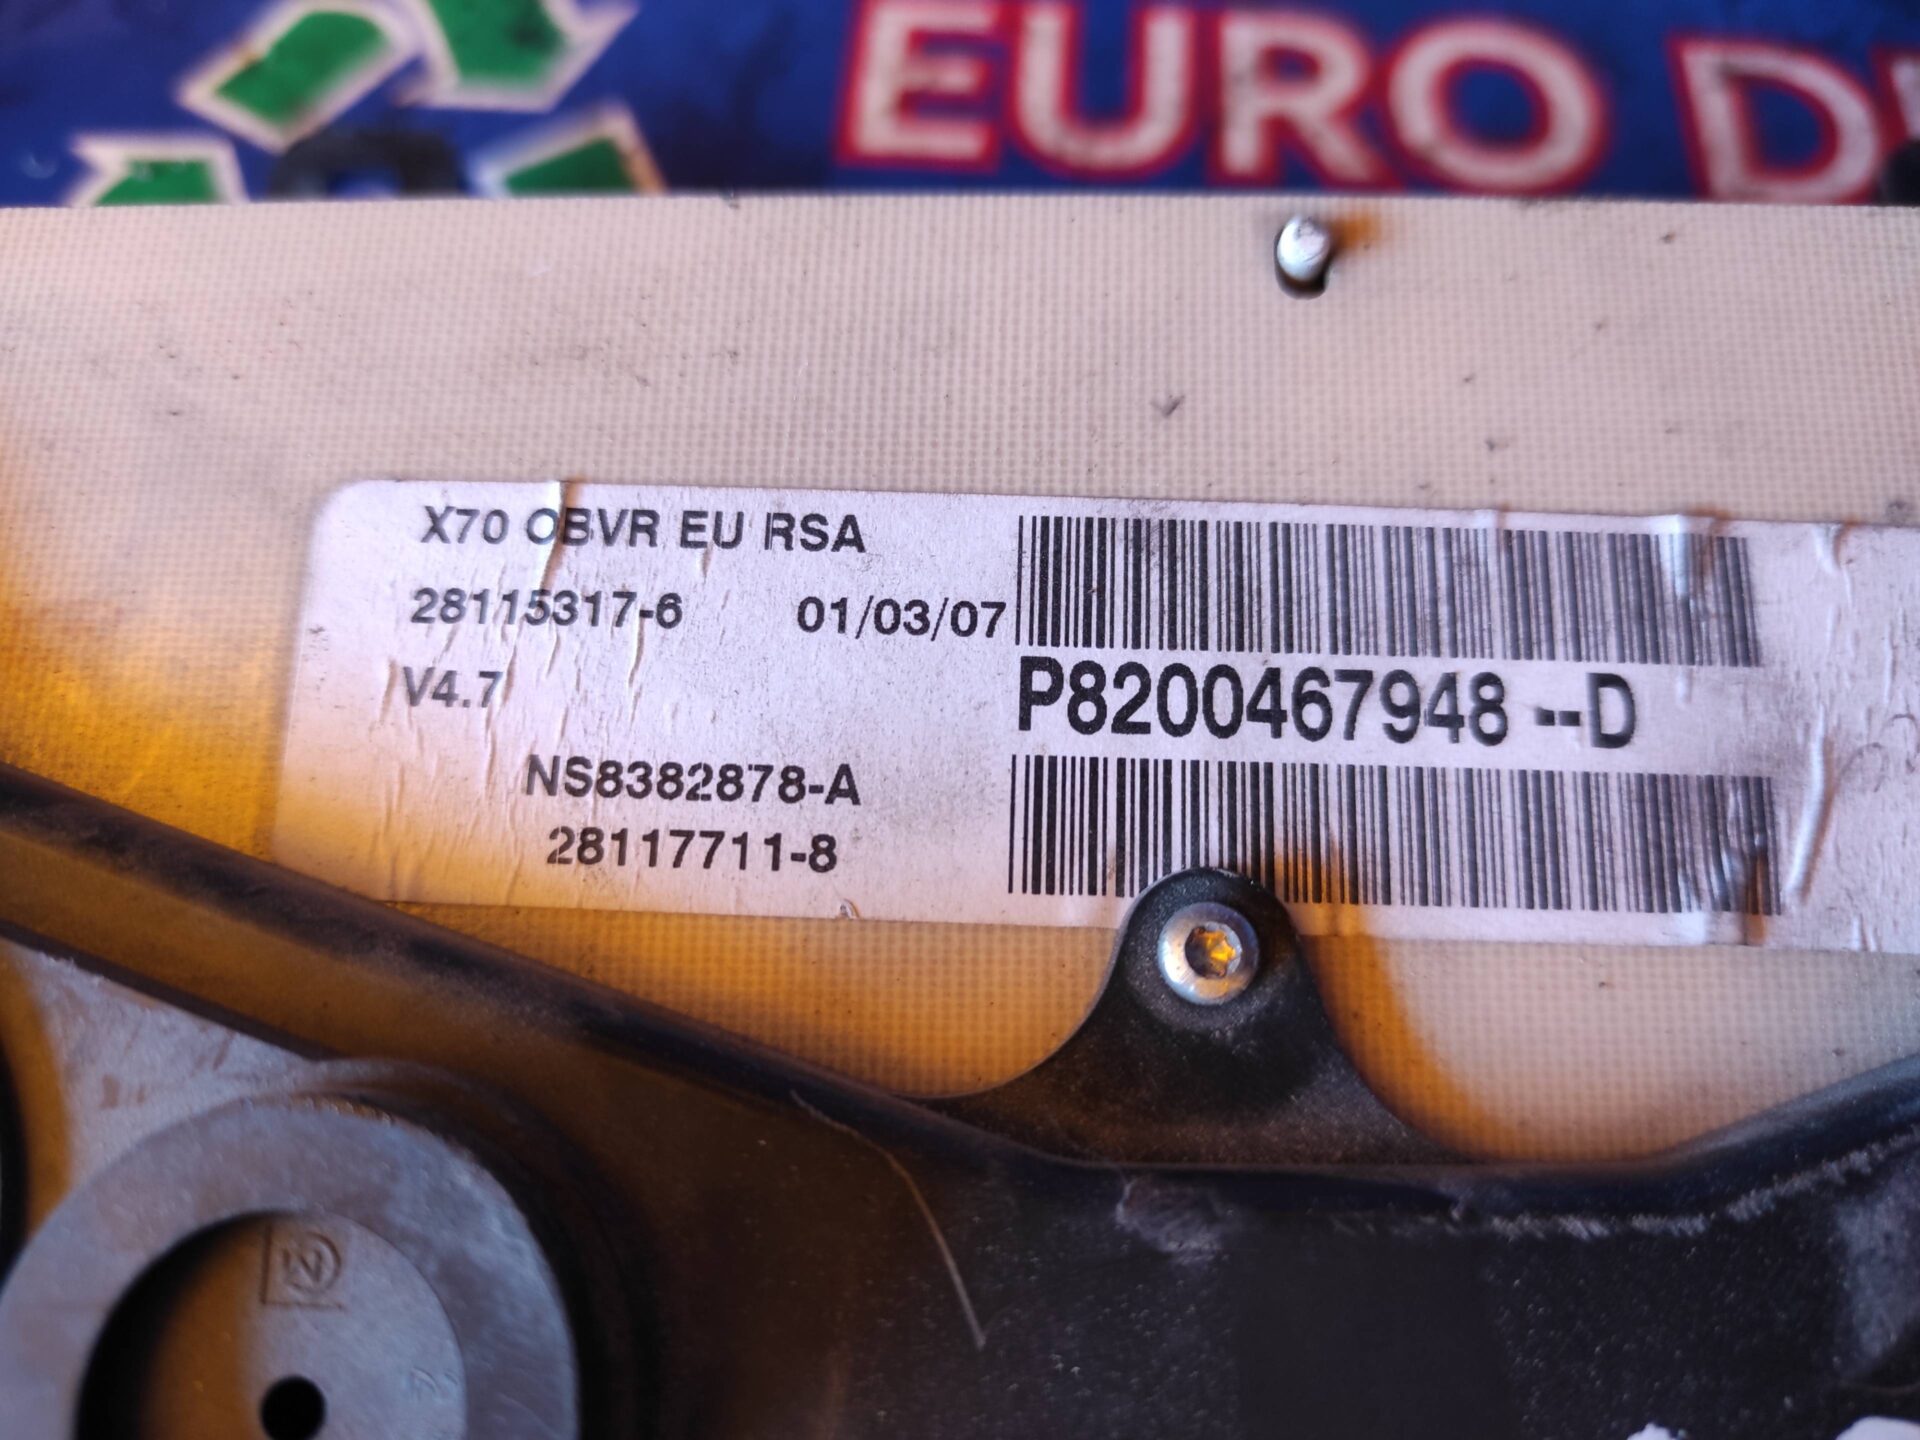 EURO D
X70 OBVR EU RSA
28115317-6 01/03/07
V4.7
P8200467948 --D
NS8382878-A
28117711-8